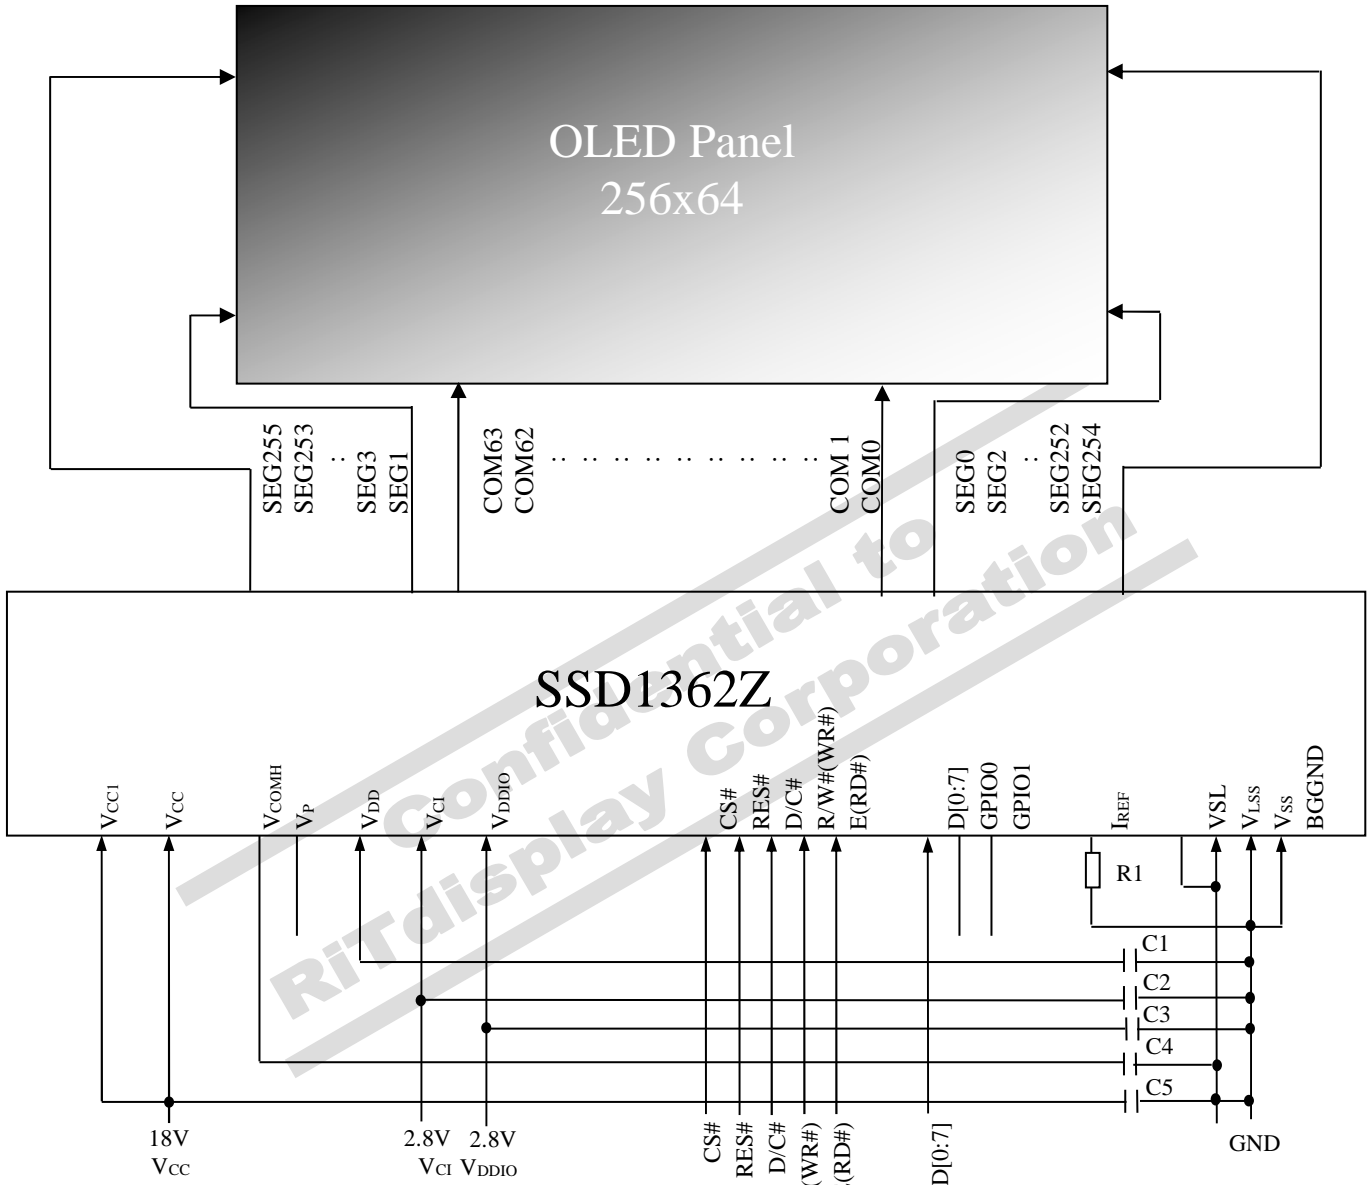 OLED Panel
256x64
SEG255
SEG253
..
SEG3
SEG1
COM63
COM62
.. .. .. .. .. .. .. .. ..
COM 1
COM0
SEG0
SEG2
..
SEG252
SEG254
Confidential to
RiTdisplay Corporation
SSD1362Z
VCC1
VCC
VCOMH
VP
VDD
VCI
VDDIO
CS#
RES#
D/C#
R/W#(WR#)
E(RD#)
D[0:7]
GPIO0
GPIO1
IREF
VSL
VLSS
VSS
BGGND
R1
C1
C2
C3
C4
C5
18V
VCC
2.8V
VCI
2.8V
VDDIO
CS#
RES#
D/C#
(WR#)
(RD#)
D[0:7]
GND